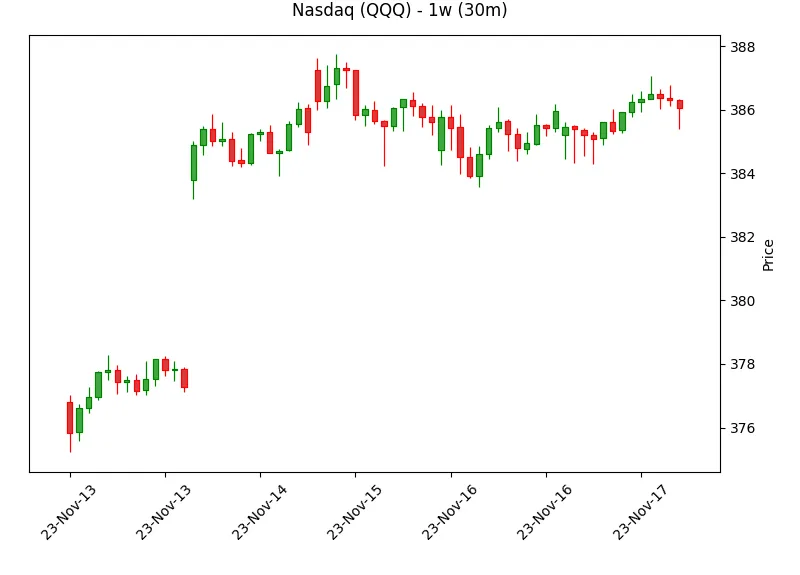 Nasdaq (QQQ) - 1w (30m)
388
386
384
382
380
378
376
Price
23-Nov-13
23-Nov-13
23-Nov-14
23-Nov-15
23-Nov-16
23-Nov-16
23-Nov-17